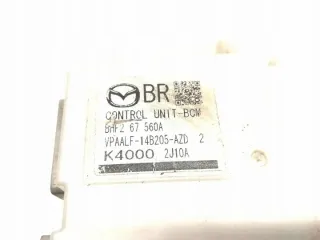 BR
CONTROL UNIT-BCM
BHF2 67 560A
VPAALF-14B205-AZD 2
K4000 2J10A